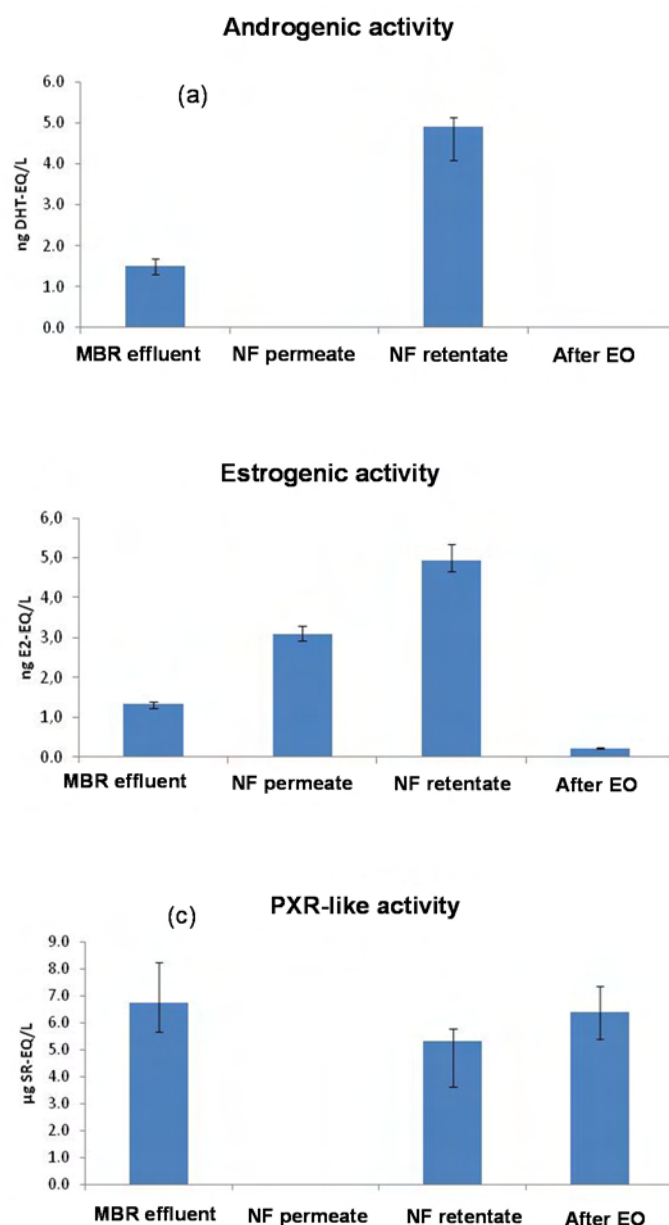 Androgenic activity
(a)
6.0
5.0
4.0
3.0
2.0
1.0
0.0
ng DHT-EQ/L
MBR effluent NF permeate NF retentate After EO
Estrogenic activity
6,0
5,0
4,0
3,0
2,0
1,0
0.0
ng E2-EQ/L
MBR effluent NF permeate NF retentate After EO
PXR-like activity
(c)
9.0
8.0
7.0
6.0
5.0
4.0
3.0
2.0
1.0
0.0
µg SR-EQ/L
MBR effluent NF permeate NF retentate After EO